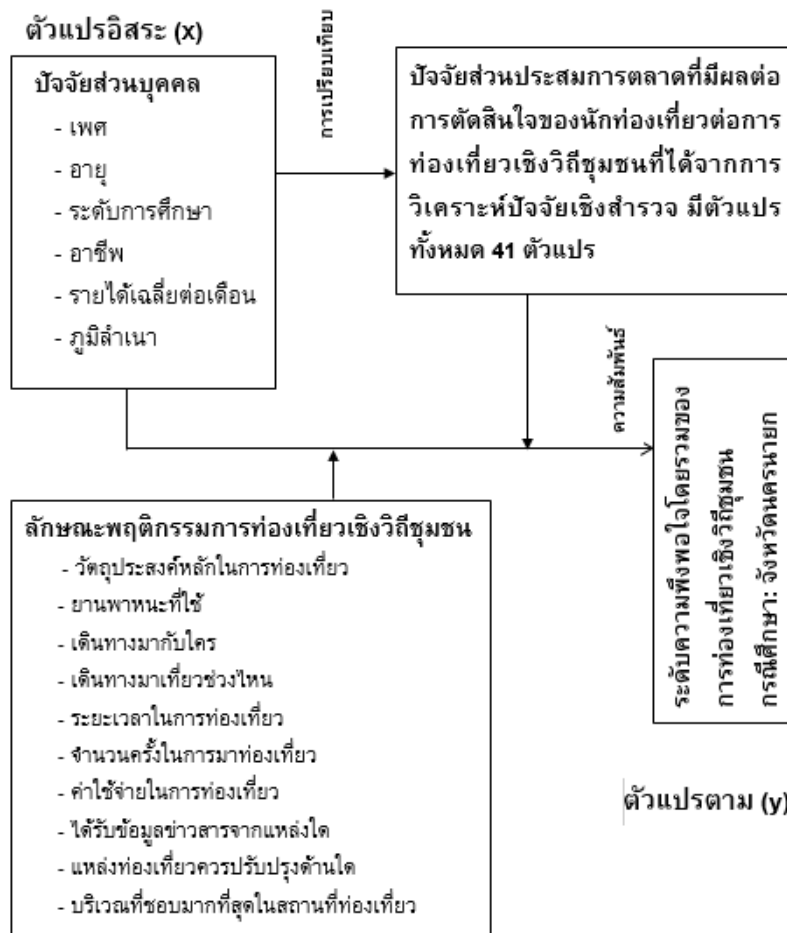 ตัวแปรอิสระ (x)
ปัจจัยส่วนบุคคล
- เพศ
- อายุ
- ระดับการศึกษา
- อาชีพ
- รายได้เฉลี่ยต่อเดือน
- ภูมิลำเนา
การเปรียบเทียบ
ปัจจัยส่วนประสมการตลาดที่มีผลต่อ
การตัดสินใจของนักท่องเที่ยวต่อการ
ท่องเที่ยวเชิงวิถีชุมชนที่ได้จากการ
วิเคราะห์ปัจจัยเชิงสำรวจ มีตัวแปร
ทั้งหมด 41 ตัวแปร
ความสัมพันธ์
ระดับความพึงพอใจโดยรวมของ
การท่องเที่ยวเชิงวิถีชุมชน
กรณีศึกษา: จังหวัดนครนายก
ลักษณะพฤติกรรมการท่องเที่ยวเชิงวิถีชุมชน
- วัตถุประสงค์หลักในการท่องเที่ยว
- ยานพาหนะที่ใช้
- เดินทางมากับใคร
- เดินทางมาเที่ยวช่วงไหน
- ระยะเวลาในการท่องเที่ยว
- จำนวนครั้งในการมาท่องเที่ยว
- ค่าใช้จ่ายในการท่องเที่ยว
- ได้รับข้อมูลข่าวสารจากแหล่งใด
- แหล่งท่องเที่ยวควรปรับปรุงด้านใด
- บริเวณที่ชอบมากที่สุดในสถานที่ท่องเที่ยว
ตัวแปรตาม (y)